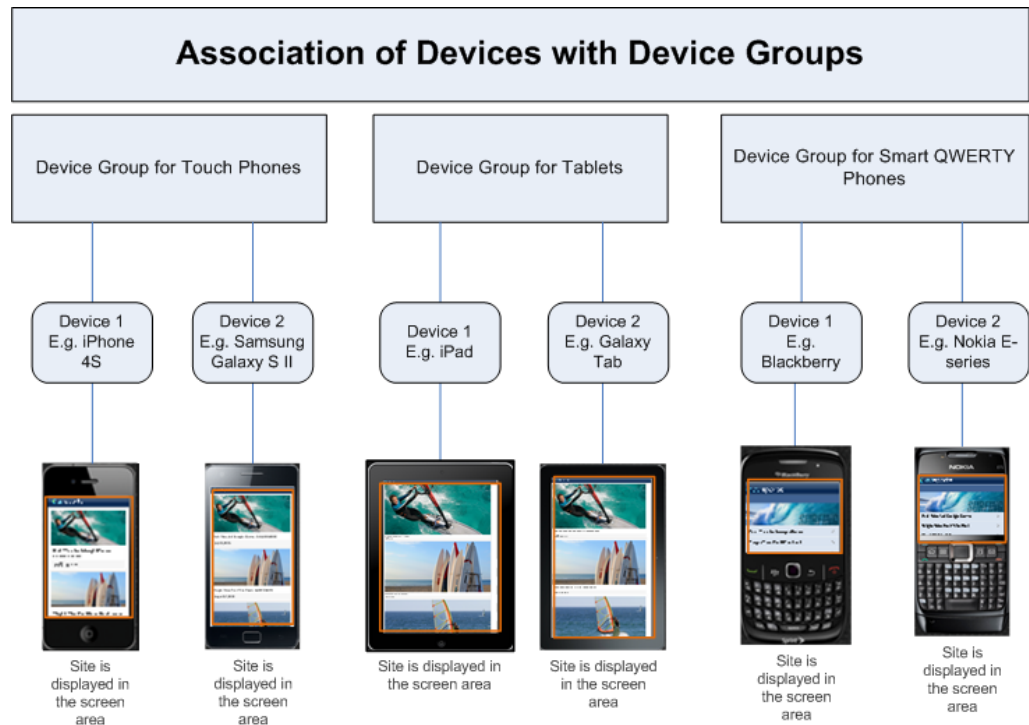 Association of Devices with Device Groups
Device Group for Touch Phones
Device Group for Tablets
Device Group for Smart QWERTY
Phones
Device 1
E.g. iPhone
4S
Device 2
E.g. Samsung
Galaxy S II
Device 1
E.g. iPad
Device 2
E.g. Galaxy
Tab
Device 1
E.g.
Blackberry
Device 2
E.g. Nokia E-
series
BlackBerry
NOKIA
Sprint
Site is
displayed in
the screen
area
Site is
displayed in
the screen
area
Site is displayed in
the screen area
Site is displayed
in the screen
area
Site is
displayed in
the screen
area
Site is
displayed in
the screen
area